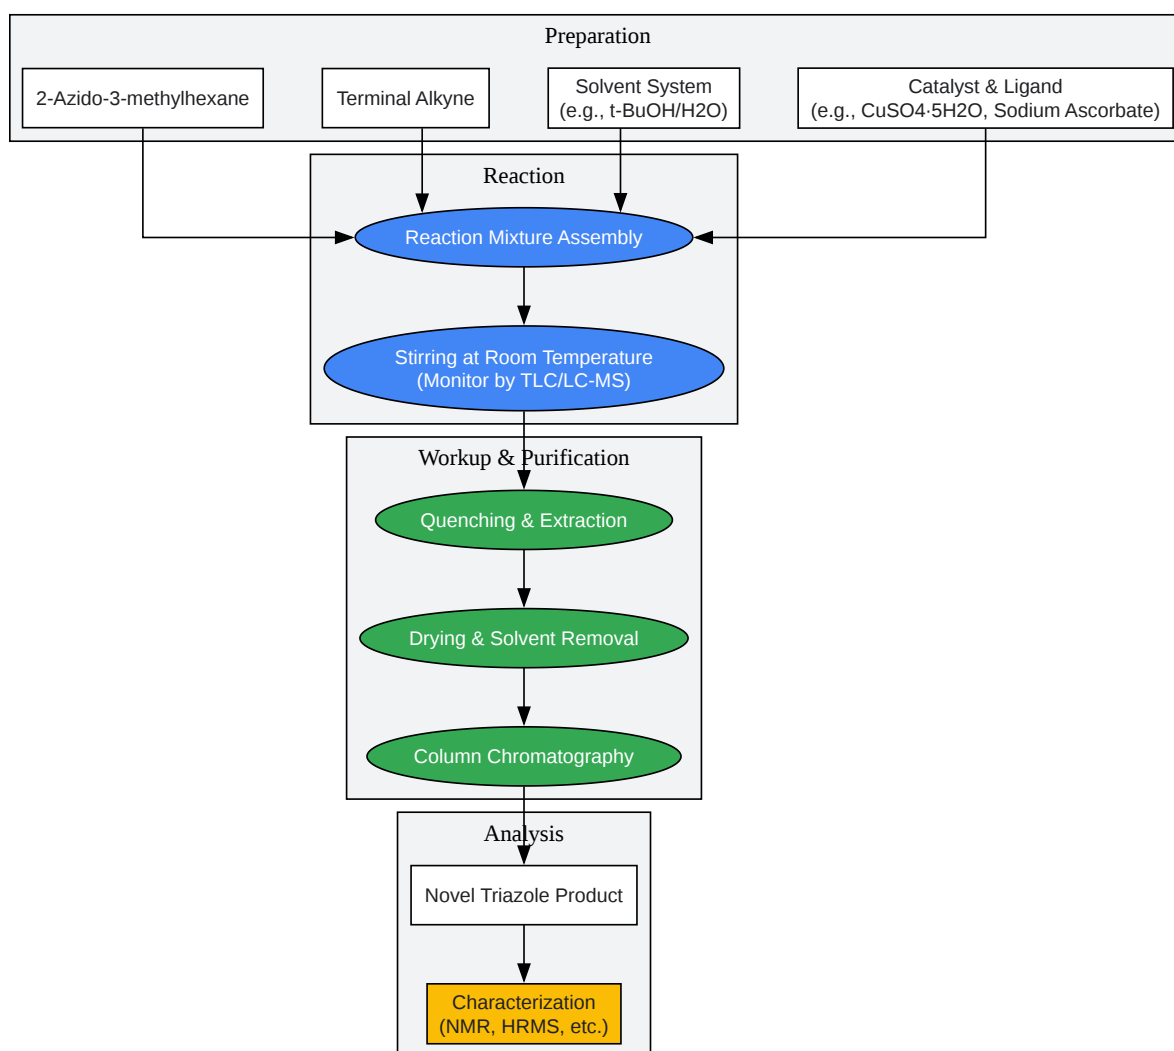 Preparation
2-Azido-3-methylhexane
Terminal Alkyne
Solvent System
(e.g., t-BuOH/H2O)
Catalyst & Ligand
(e.g., CuSO4·5H2O, Sodium Ascorbate)
Reaction
Reaction Mixture Assembly
Stirring at Room Temperature
(Monitor by TLC/LC-MS)
Workup & Purification
Quenching & Extraction
Drying & Solvent Removal
Column Chromatography
Analysis
Novel Triazole Product
Characterization
(NMR, HRMS, etc.)